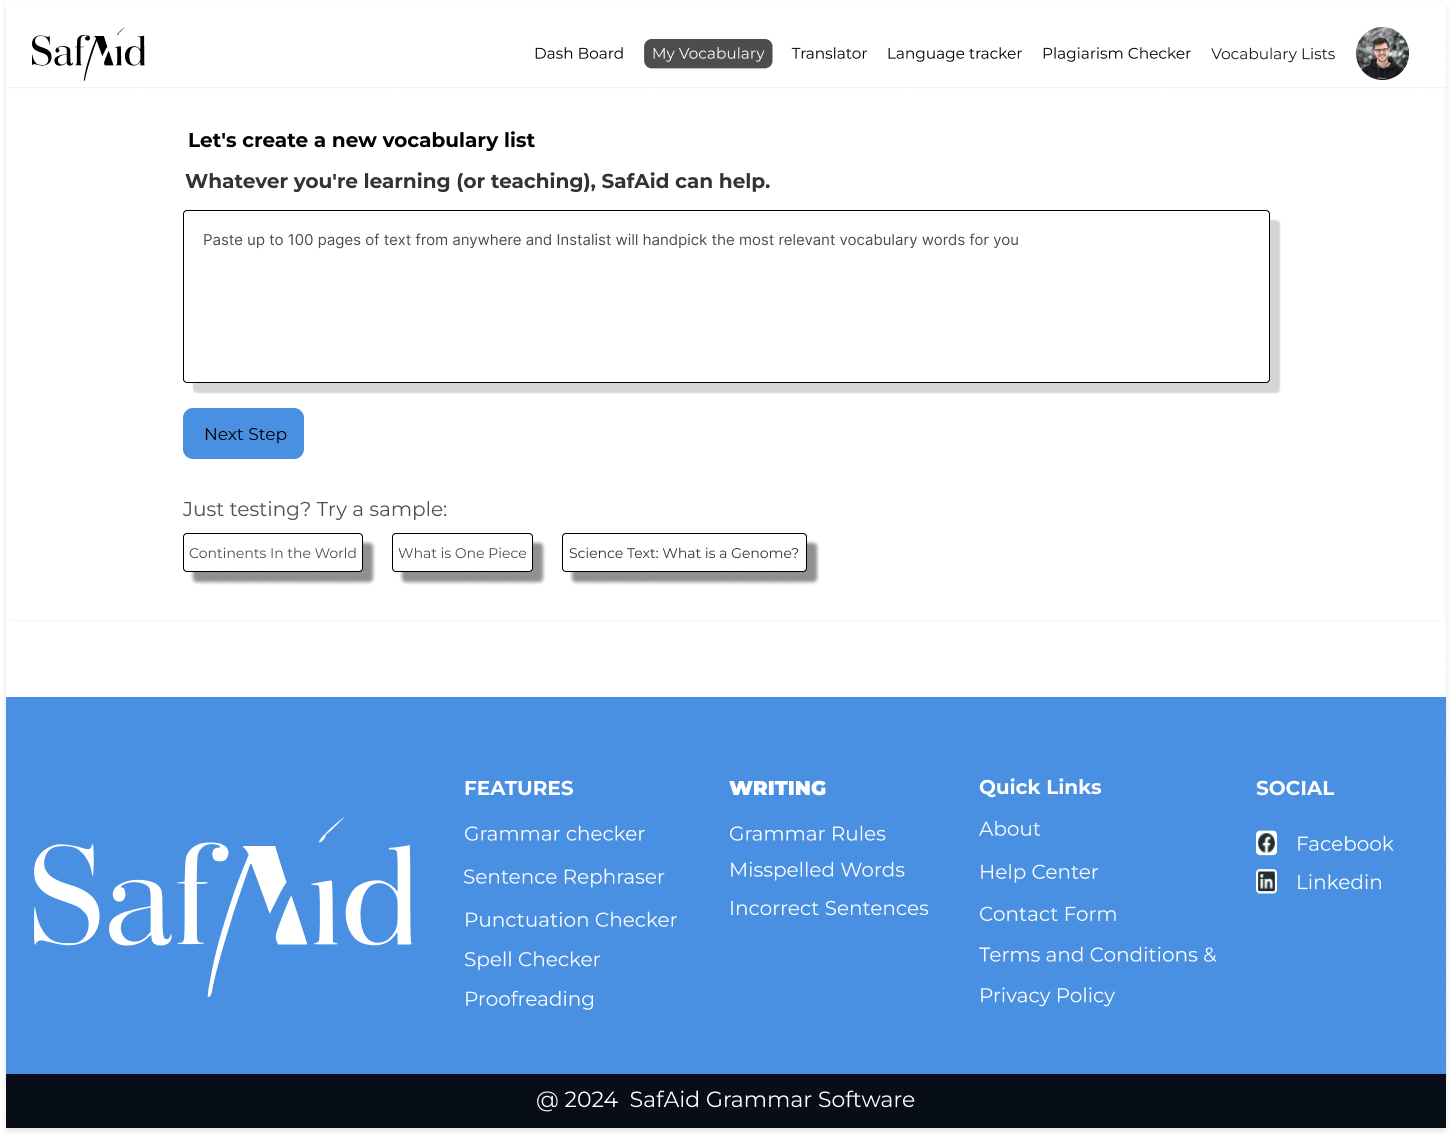 SafAid
Dash Board
My Vocabulary
Translator
Language tracker
Plagiarism Checker
Vocabulary Lists
Let's create a new vocabulary list
Whatever you're learning (or teaching), SafAid can help.
Paste up to 100 pages of text from anywhere and Instalist will handpick the most relevant vocabulary words for you
Next Step
Just testing? Try a sample:
Continents In the World
What is One Piece
Science Text: What is a Genome?
SafAid
FEATURES
Grammar checker
Sentence Rephraser
Punctuation Checker
Spell Checker
Proofreading
WRITING
Grammar Rules
Misspelled Words
Incorrect Sentences
Quick Links
About
Help Center
Contact Form
Terms and Conditions &
Privacy Policy
SOCIAL
Facebook
Linkedin
@ 2024 SafAid Grammar Software